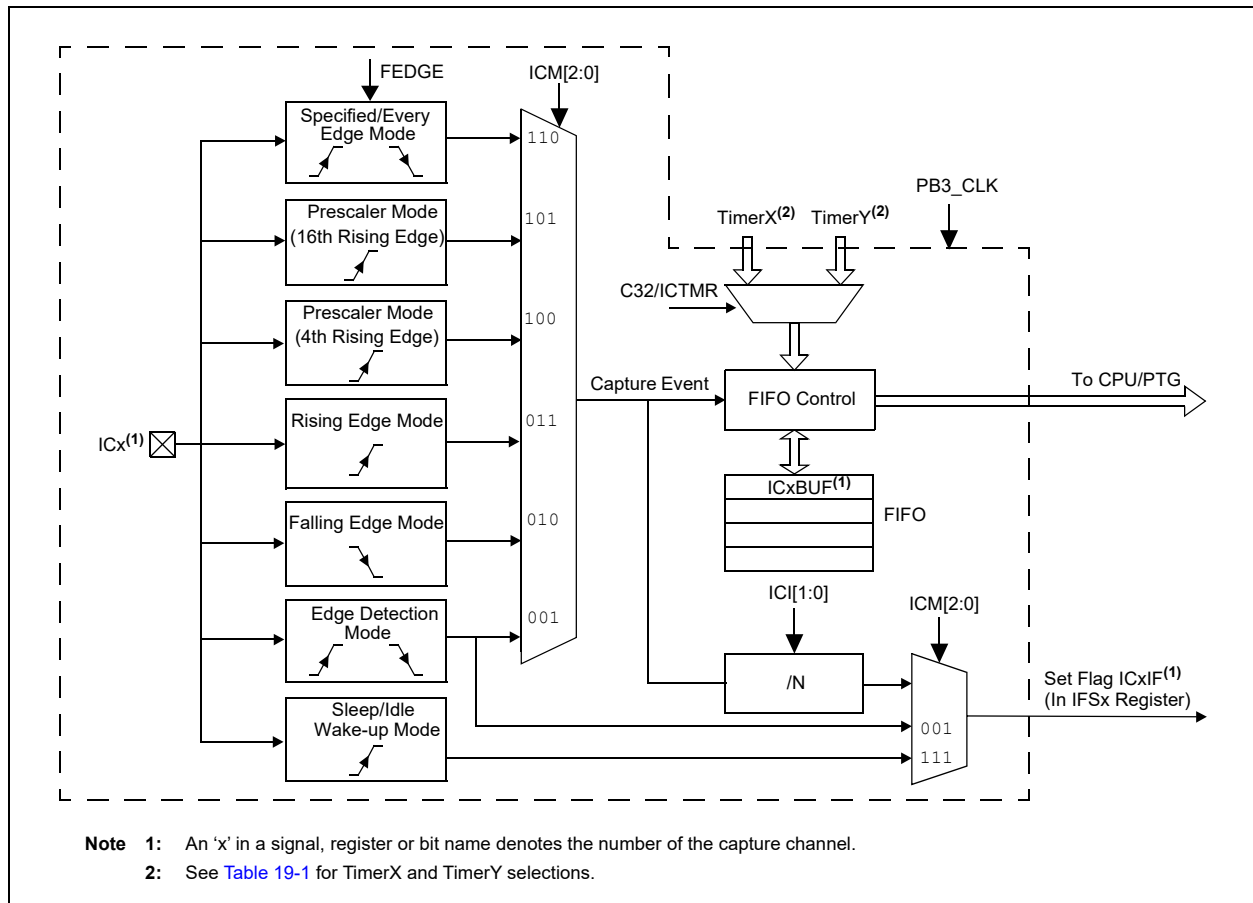 FEDGE
ICM[2:0]
Specified/Every
Edge Mode
110
PB3_CLK
Prescaler Mode
(16th Rising Edge)
101
TimerX(2)
TimerY(2)
C32/ICTMR
Prescaler Mode
(4th Rising Edge)
100
Capture Event
FIFO Control
To CPU/PTG
Rising Edge Mode
011
ICx(1)
ICxBUF(1)
FIFO
Falling Edge Mode
010
ICI[1:0]
ICM[2:0]
Edge Detection
Mode
001
/N
Set Flag ICxIF(1)
(In IFSx Register)
Sleep/Idle
Wake-up Mode
001
111
Note 1: An ‘x’ in a signal, register or bit name denotes the number of the capture channel.
2: See Table 19-1 for TimerX and TimerY selections.